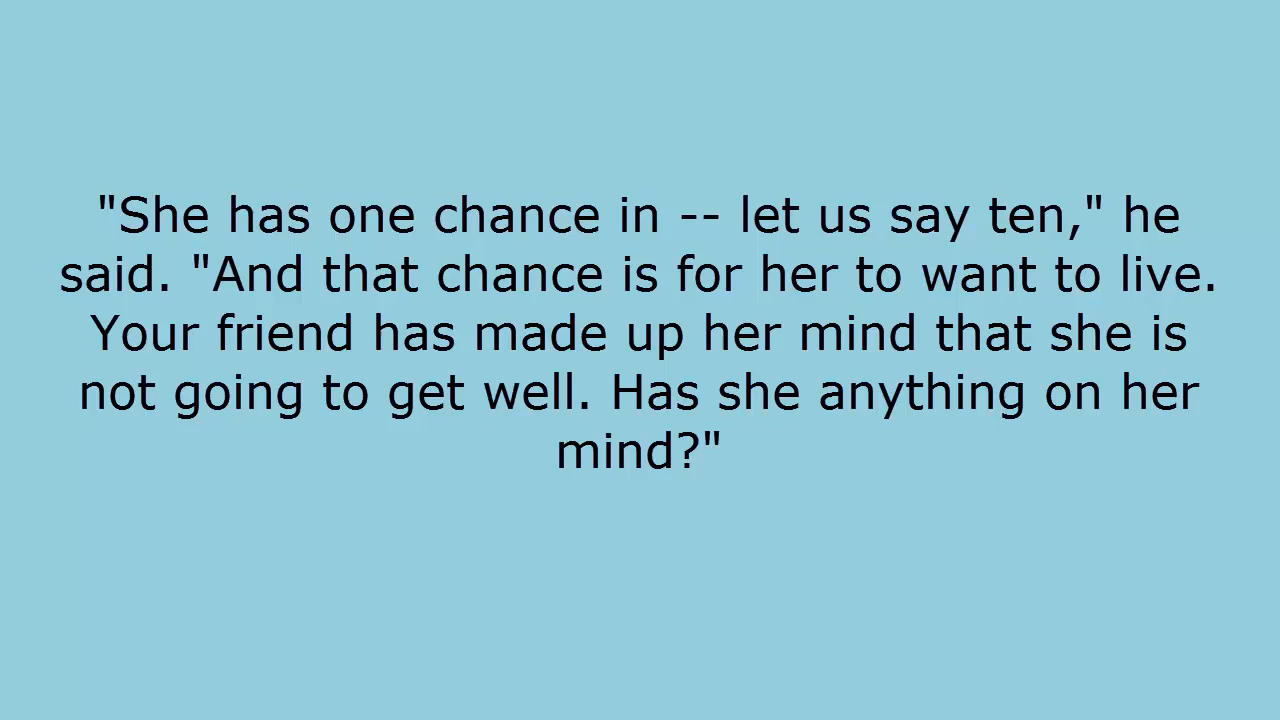 "She has one chance in -- let us say ten," he
said. "And that chance is for her to want to live.
Your friend has made up her mind that she is
not going to get well. Has she anything on her
mind?"